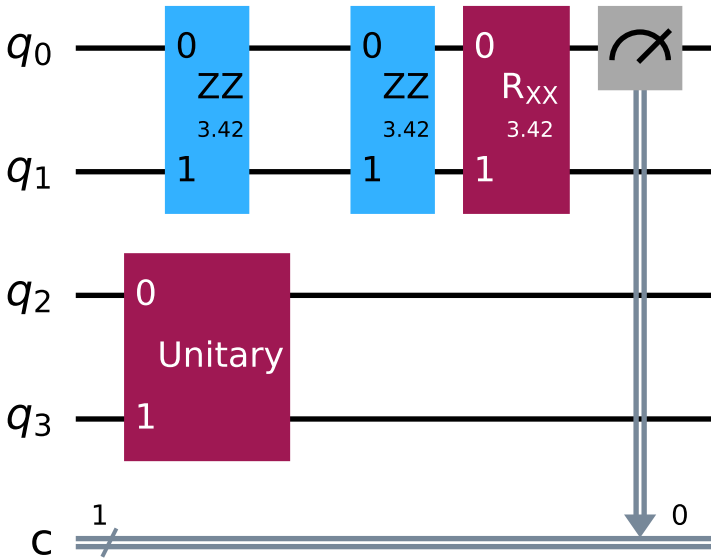 q0 0 0 0
ZZ ZZ RXX
3.42 3.42 3.42
q1 1 1 1
q2 0
Unitary
q3 1
1 0
c